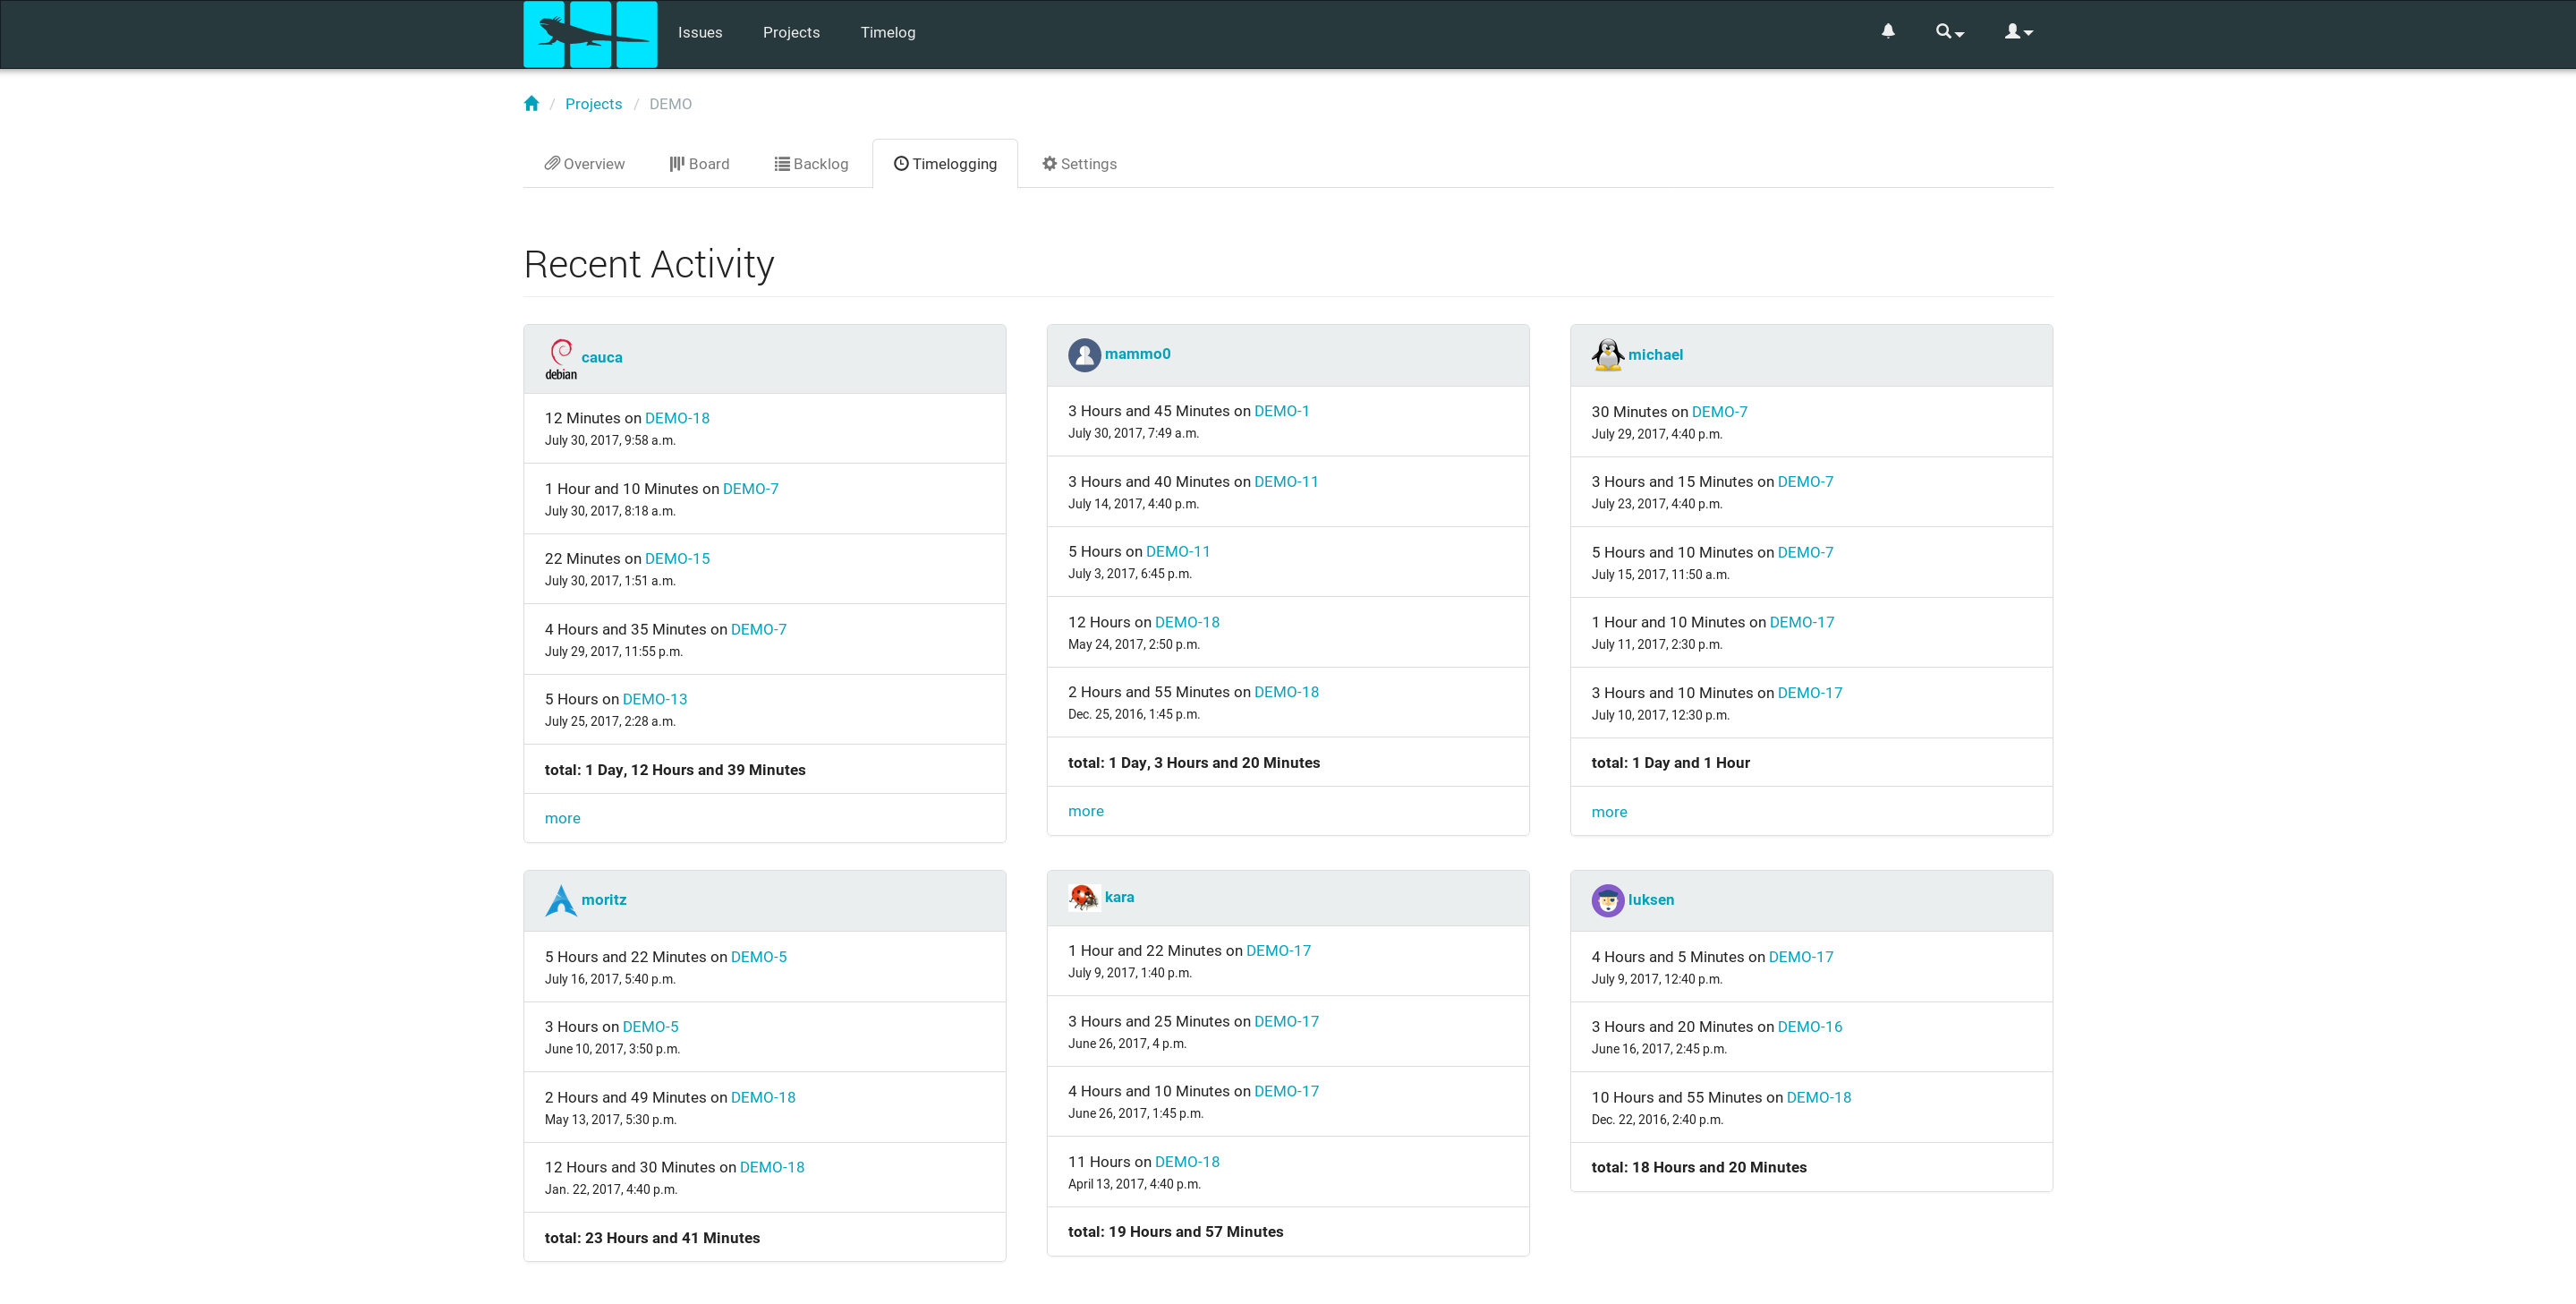 Issues Projects Timelog
/ Projects / DEMO
Overview Board Backlog Timelogging Settings
Recent Activity
debian cauca
12 Minutes on DEMO-18
July 30, 2017, 9:58 a.m.
1 Hour and 10 Minutes on DEMO-7
July 30, 2017, 8:18 a.m.
22 Minutes on DEMO-15
July 30, 2017, 1:51 a.m.
4 Hours and 35 Minutes on DEMO-7
July 29, 2017, 11:55 p.m.
5 Hours on DEMO-13
July 25, 2017, 2:28 a.m.
total: 1 Day, 12 Hours and 39 Minutes
more
mammo0
3 Hours and 45 Minutes on DEMO-1
July 30, 2017, 7:49 a.m.
3 Hours and 40 Minutes on DEMO-11
July 14, 2017, 4:40 p.m.
5 Hours on DEMO-11
July 3, 2017, 6:45 p.m.
12 Hours on DEMO-18
May 24, 2017, 2:50 p.m.
2 Hours and 55 Minutes on DEMO-18
Dec. 25, 2016, 1:45 p.m.
total: 1 Day, 3 Hours and 20 Minutes
more
michael
30 Minutes on DEMO-7
July 29, 2017, 4:40 p.m.
3 Hours and 15 Minutes on DEMO-7
July 23, 2017, 4:40 p.m.
5 Hours and 10 Minutes on DEMO-7
July 15, 2017, 11:50 a.m.
1 Hour and 10 Minutes on DEMO-17
July 11, 2017, 2:30 p.m.
3 Hours and 10 Minutes on DEMO-17
July 10, 2017, 12:30 p.m.
total: 1 Day and 1 Hour
more
moritz
5 Hours and 22 Minutes on DEMO-5
July 16, 2017, 5:40 p.m.
3 Hours on DEMO-5
June 10, 2017, 3:50 p.m.
2 Hours and 49 Minutes on DEMO-18
May 13, 2017, 5:30 p.m.
12 Hours and 30 Minutes on DEMO-18
Jan. 22, 2017, 4:40 p.m.
total: 23 Hours and 41 Minutes
kara
1 Hour and 22 Minutes on DEMO-17
July 9, 2017, 1:40 p.m.
3 Hours and 25 Minutes on DEMO-17
June 26, 2017, 4 p.m.
4 Hours and 10 Minutes on DEMO-17
June 26, 2017, 1:45 p.m.
11 Hours on DEMO-18
April 13, 2017, 4:40 p.m.
total: 19 Hours and 57 Minutes
luksen
4 Hours and 5 Minutes on DEMO-17
July 9, 2017, 12:40 p.m.
3 Hours and 20 Minutes on DEMO-16
June 16, 2017, 2:45 p.m.
10 Hours and 55 Minutes on DEMO-18
Dec. 22, 2016, 2:40 p.m.
total: 18 Hours and 20 Minutes